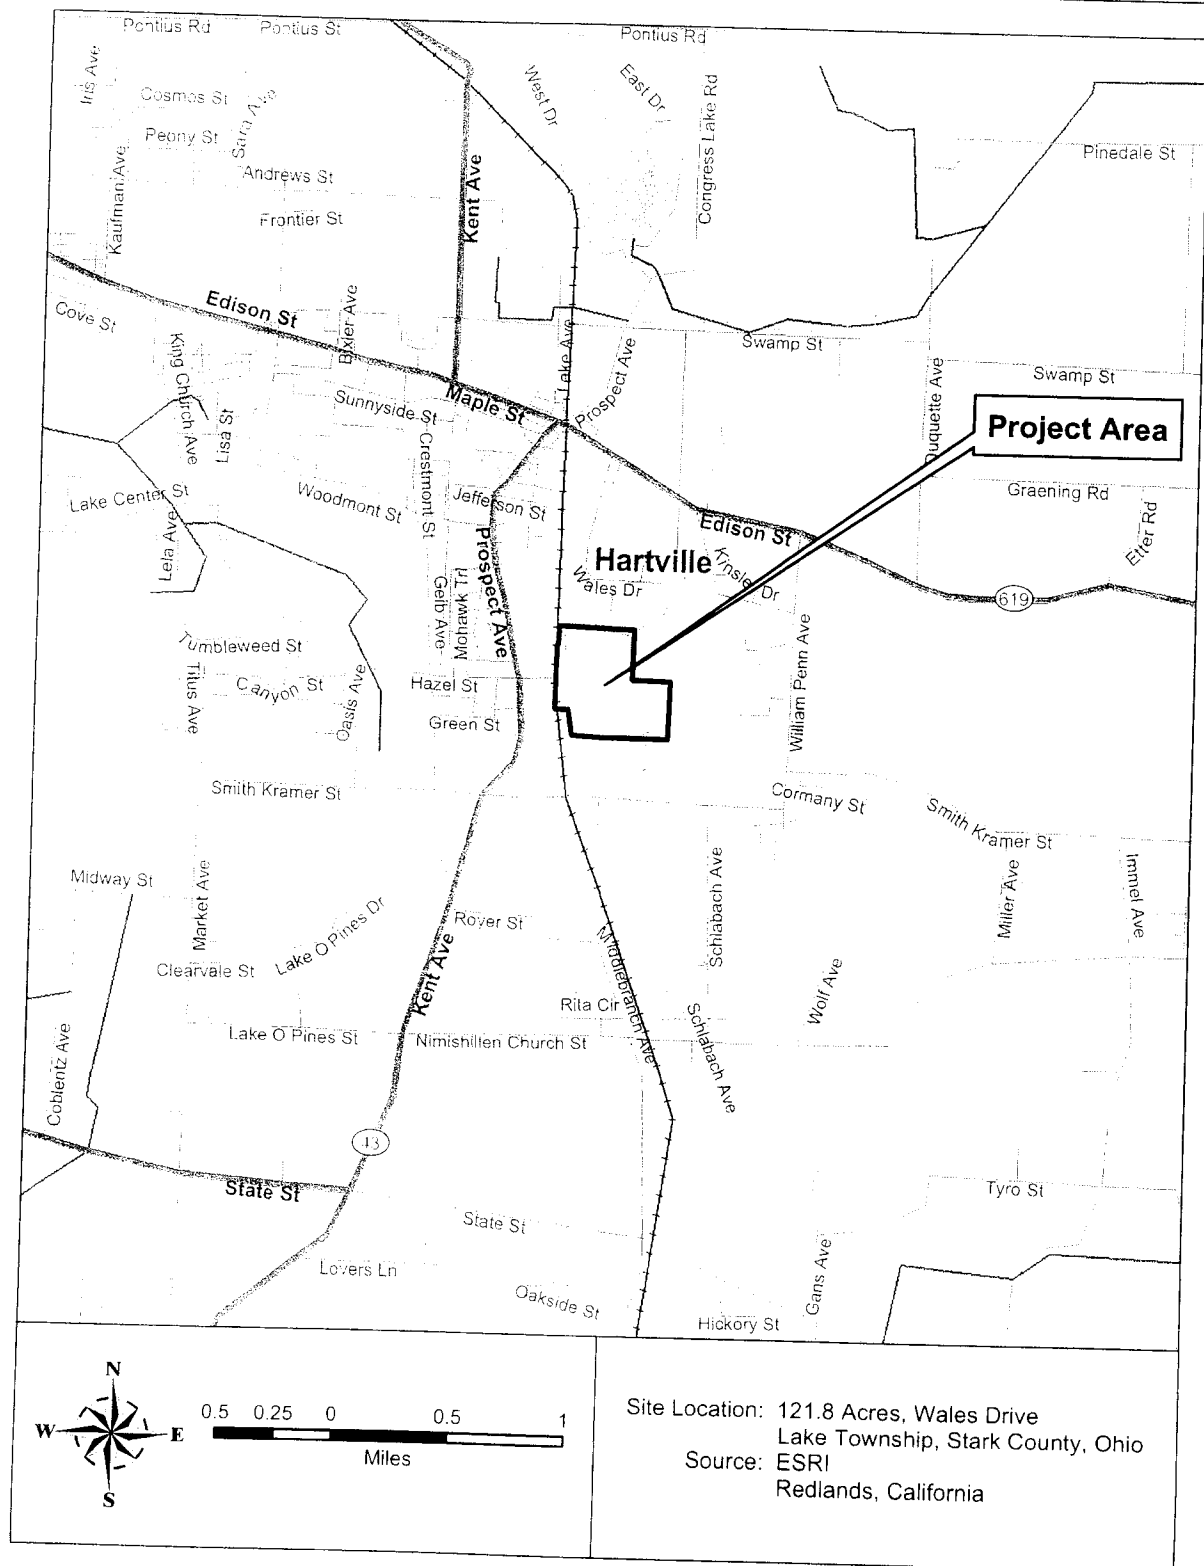 Pontius Rd
Pontius St
Pontius Rd
Iris Ave
Cosmos St
Sara Ave
Peony St
West Dr
East Dr
Congress Lake Rd
Pinedale St
Kaufman Ave
Andrews St
Kent Ave
Frontier St
Edison St
Cove St
Bixler Ave
King Church Ave
Lake Ave
Prospect Ave
Swamp St
Duquette Ave
Swamp St
Sunnyside St
Maple St
Lisa St
Crestmont St
Project Area
Lake Center St
Woodmont St
Jefferson St
Graening Rd
Edison St
Etter Rd
Lela Ave
Prospect Ave
Hartville
Kinsley Dr
Wales Dr
619
Geib Ave
Mohawk Trl
Tumbleweed St
Titus Ave
Canyon St
Oasis Ave
Hazel St
Green St
William Penn Ave
Smith Kramer St
Cormany St
Smith Kramer St
Midway St
Market Ave
Schlabach Ave
Miller Ave
Immel Ave
Lake O Pines Dr
Royer St
Clearvale St
Kent Ave
Middlebranch Ave
Wolf Ave
Rita Cir
Schlabach Ave
Lake O Pines St
Nimishillen Church St
Coblentz Ave
43
State St
Tyro St
State St
Lovers Ln
Gans Ave
Oakside St
Hickory St
N
W
E
S
0.5 0.25 0 0.5 1
Miles
Site Location: 121.8 Acres, Wales Drive
Lake Township, Stark County, Ohio
Source: ESRI
Redlands, California